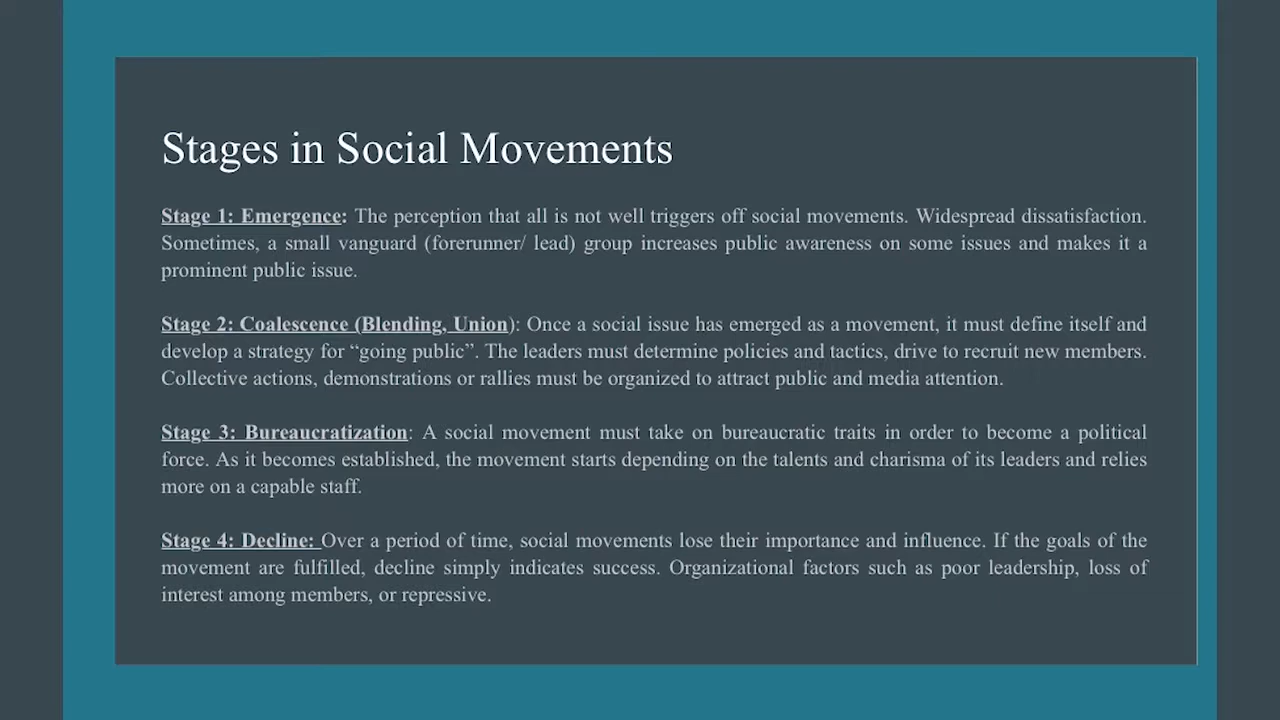 Stages in Social Movements
Stage 1: Emergence: The perception that all is not well triggers off social movements. Widespread dissatisfaction.
Sometimes, a small vanguard (forerunner/ lead) group increases public awareness on some issues and makes it a
prominent public issue.
Stage 2: Coalescence (Blending, Union): Once a social issue has emerged as a movement, it must define itself and
develop a strategy for “going public”. The leaders must determine policies and tactics, drive to recruit new members.
Collective actions, demonstrations or rallies must be organized to attract public and media attention.
Stage 3: Bureaucratization: A social movement must take on bureaucratic traits in order to become a political
force. As it becomes established, the movement starts depending on the talents and charisma of its leaders and relies
more on a capable staff.
Stage 4: Decline: Over a period of time, social movements lose their importance and influence. If the goals of the
movement are fulfilled, decline simply indicates success. Organizational factors such as poor leadership, loss of
interest among members, or repressive.